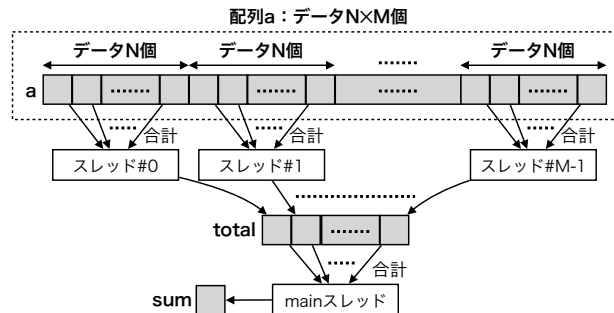 配列a：データN×M個
データN個 データN個 データN個
........
a ........ ........ ........ ........
...... 合計 ...... 合計 ...... 合計
スレッド#0 スレッド#1 スレッド#M-1
total ........
...... 合計
sum mainスレッド